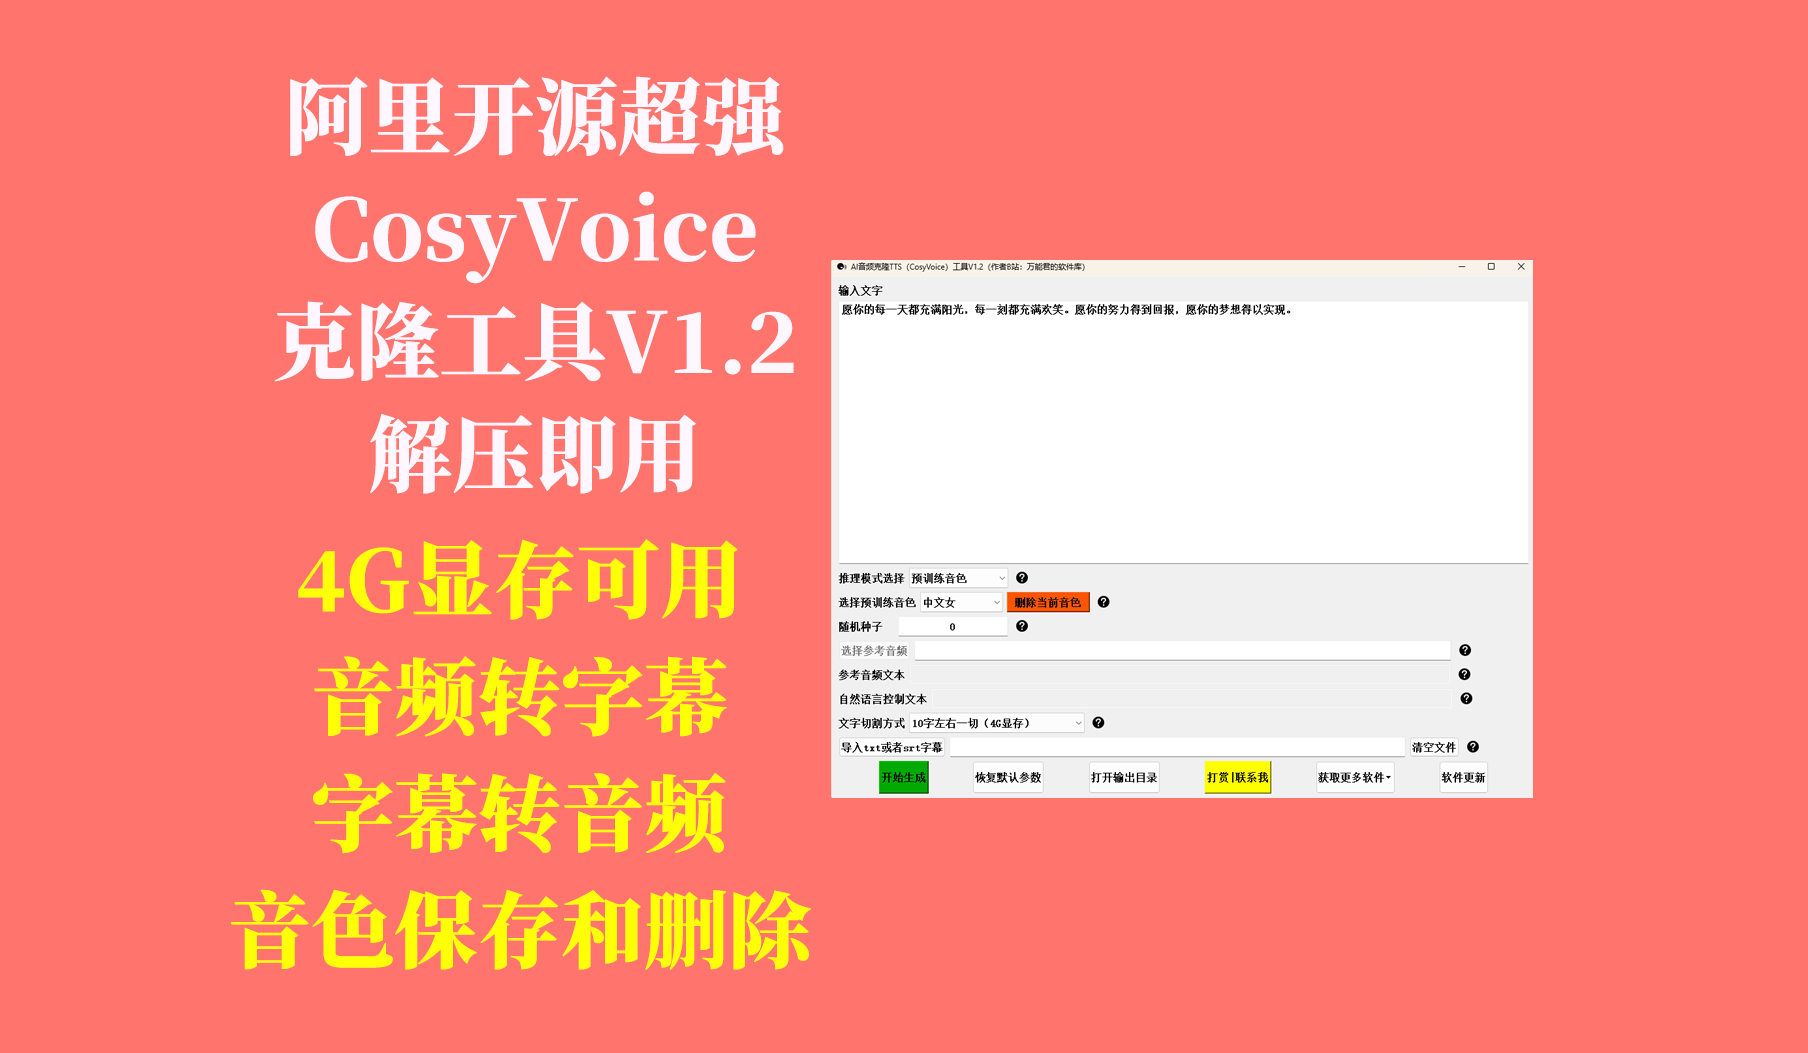 阿里开源超强
CosyVoice
克隆工具V1.2
解压即用
4G显存可用
音频转字幕
字幕转音频
音色保存和删除
AI音频克隆TTS（CosyVoice）工具V1.2（作者B站：万能君的软件库）
输入文字
愿你的每一天都充满阳光，每一刻都充满欢笑。愿你的努力得到回报，愿你的梦想得以实现。
推理模式选择 预训练音色
选择预训练音色 中文女 删除当前音色
随机种子 0
选择参考音频
参考音频文本
自然语言控制文本
文字切割方式 10字左右一切（4G显存）
导入txt或者srt字幕 清空文件
开始生成 恢复默认参数 打开输出目录 打赏|联系我 获取更多软件 软件更新